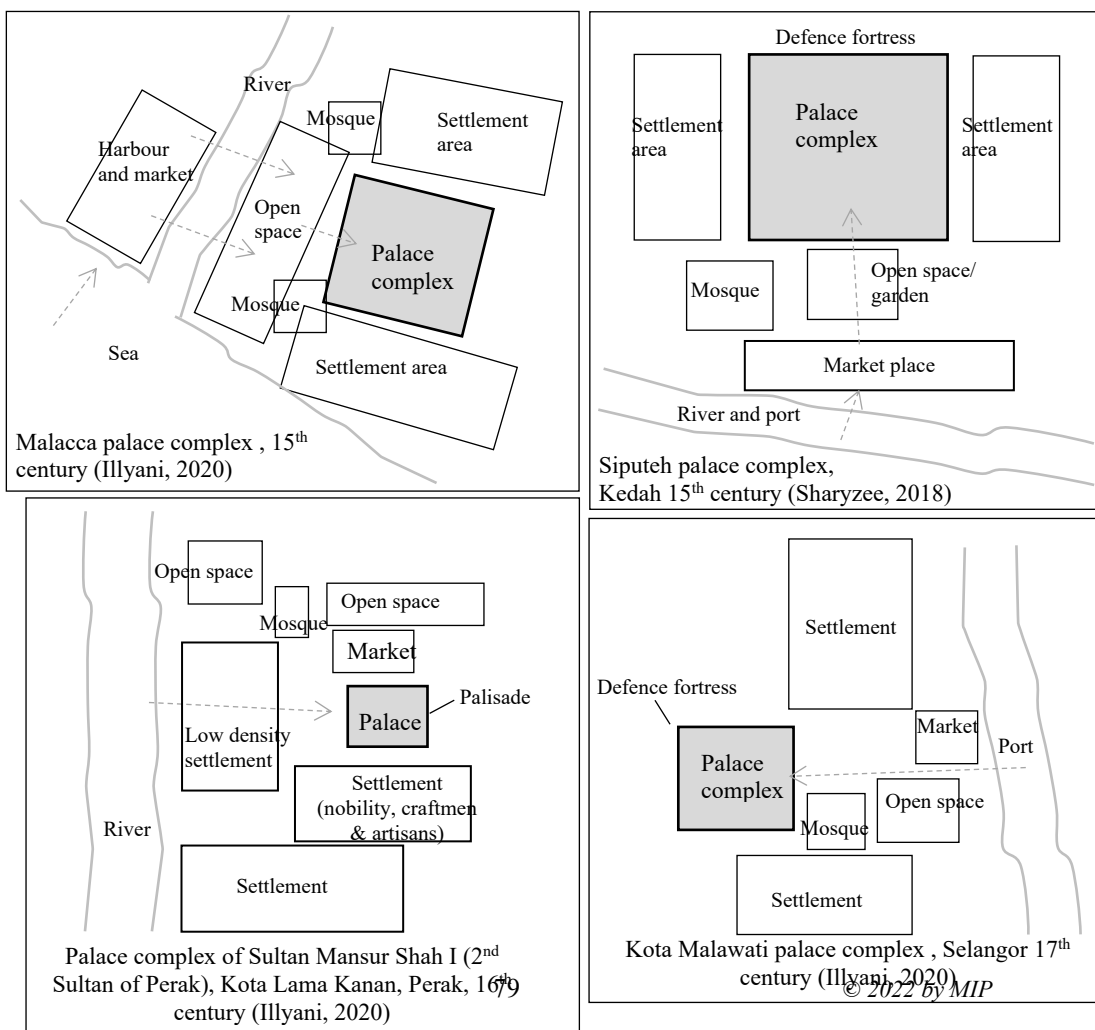 River
Mosque
Settlement
area
Harbour
and market
Open
space
Palace
complex
Mosque
Sea
Settlement area
Malacca palace complex , 15th
century (Illyani, 2020)
Defence fortress
Settlement
area
Palace
complex
Settlement
area
Mosque
Open space/
garden
Market place
River and port
Siputeh palace complex,
Kedah 15th century (Sharyzee, 2018)
Open space
Mosque
Open space
Market
Palisade
Palace
Low density
settlement
Settlement
(nobility, craftmen
& artisans)
River
Settlement
Palace complex of Sultan Mansur Shah I (2nd
Sultan of Perak), Kota Lama Kanan, Perak, 16th
century (Illyani, 2020)
Settlement
Defence fortress
Market
Port
Palace
complex
Open space
Mosque
Settlement
Kota Malawati palace complex , Selangor 17th
century (Illyani, 2020)
79
© 2022 by MIP